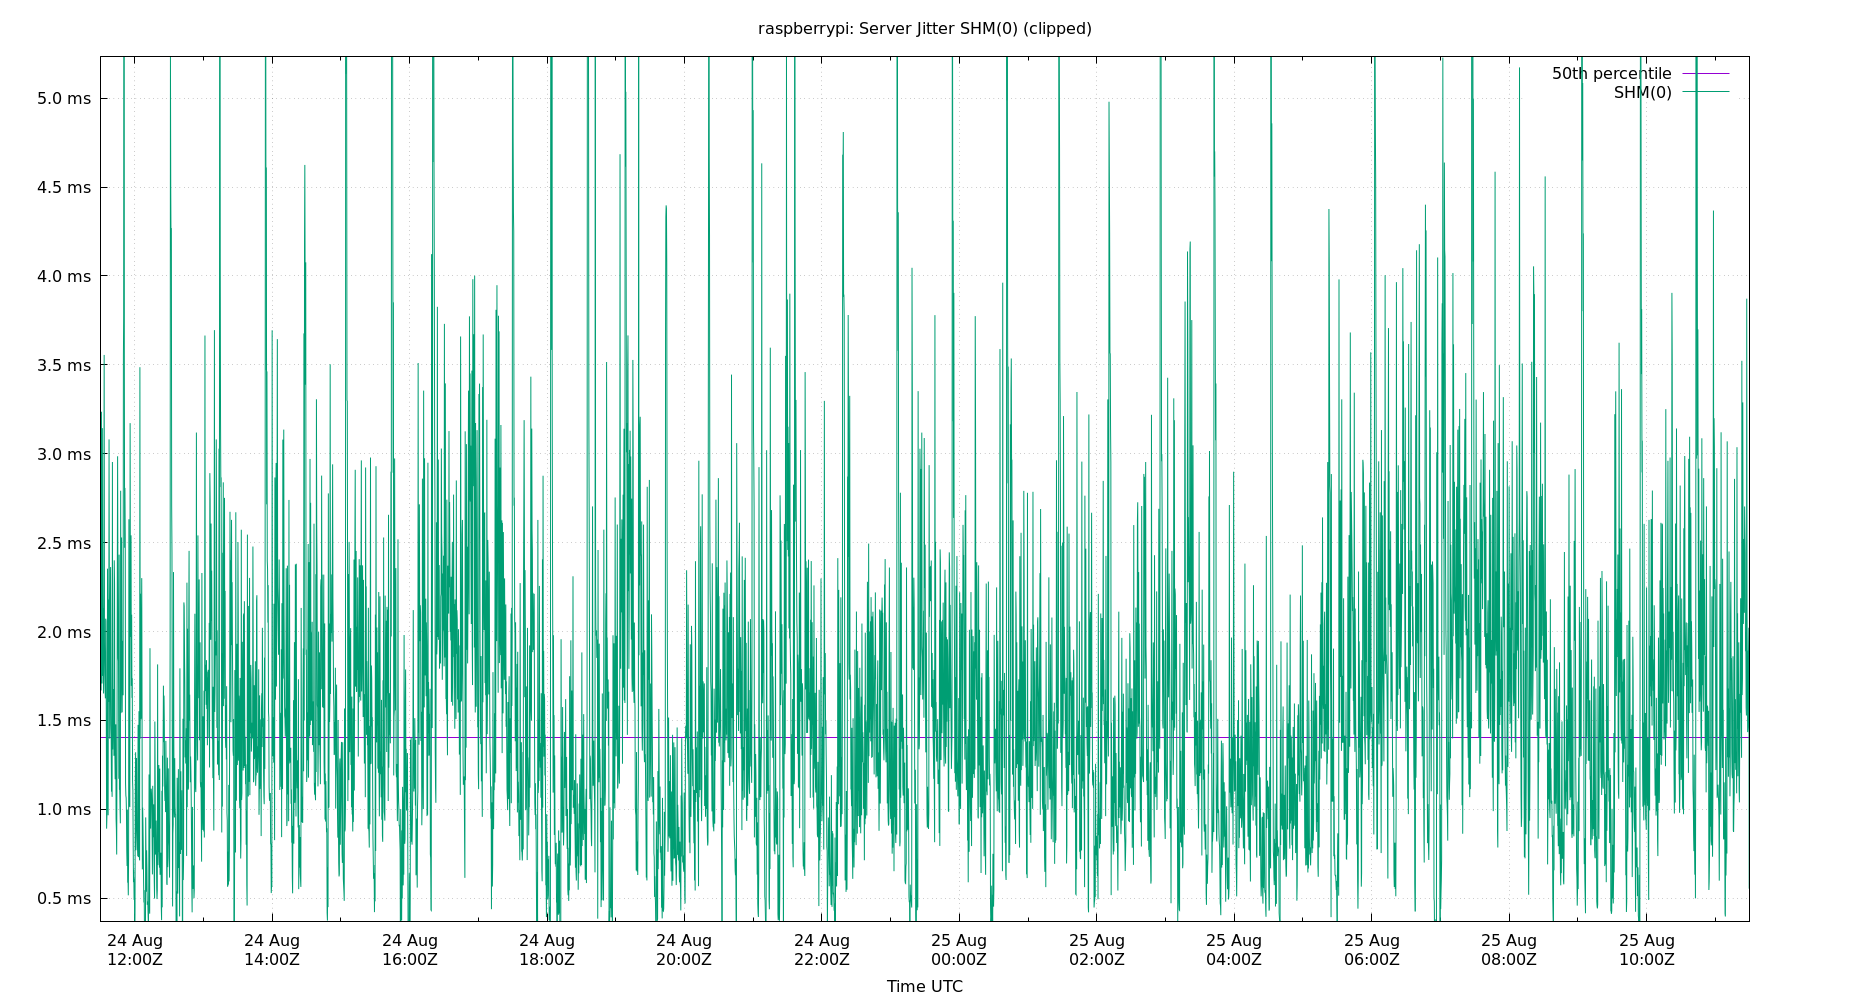 raspberrypi: Server Jitter SHM(0) (clipped)
50th percentile
SHM(0)
5.0 ms
4.5 ms
4.0 ms
3.5 ms
3.0 ms
2.5 ms
2.0 ms
1.5 ms
1.0 ms
0.5 ms
24 Aug 24 Aug 24 Aug 24 Aug 24 Aug 24 Aug 25 Aug 25 Aug 25 Aug 25 Aug 25 Aug 25 Aug
12:00Z 14:00Z 16:00Z 18:00Z 20:00Z 22:00Z 00:00Z 02:00Z 04:00Z 06:00Z 08:00Z 10:00Z
Time UTC